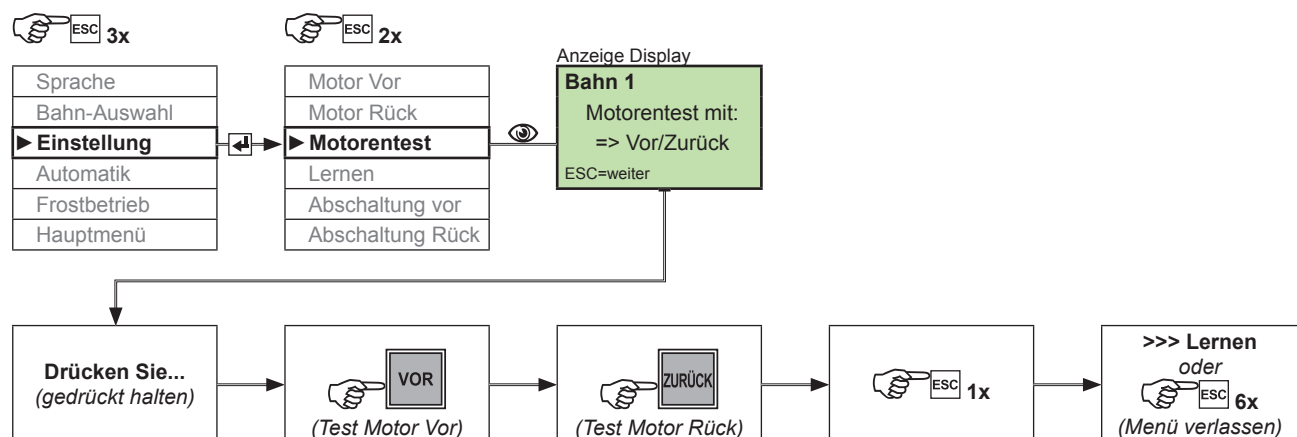 ESC 3x
ESC 2x
Anzeige Display
Sprache
Bahn-Auswahl
Einstellung
Automatik
Frostbetrieb
Hauptmenü
Motor Vor
Motor Rück
Motorentest
Lernen
Abschaltung vor
Abschaltung Rück
Bahn 1
Motorentest mit:
=> Vor/Zurück
ESC=weiter
Drücken Sie...
(gedrückt halten)
VOR
(Test Motor Vor)
ZURÜCK
(Test Motor Rück)
ESC 1x
>>> Lernen
oder
ESC 6x
(Menü verlassen)